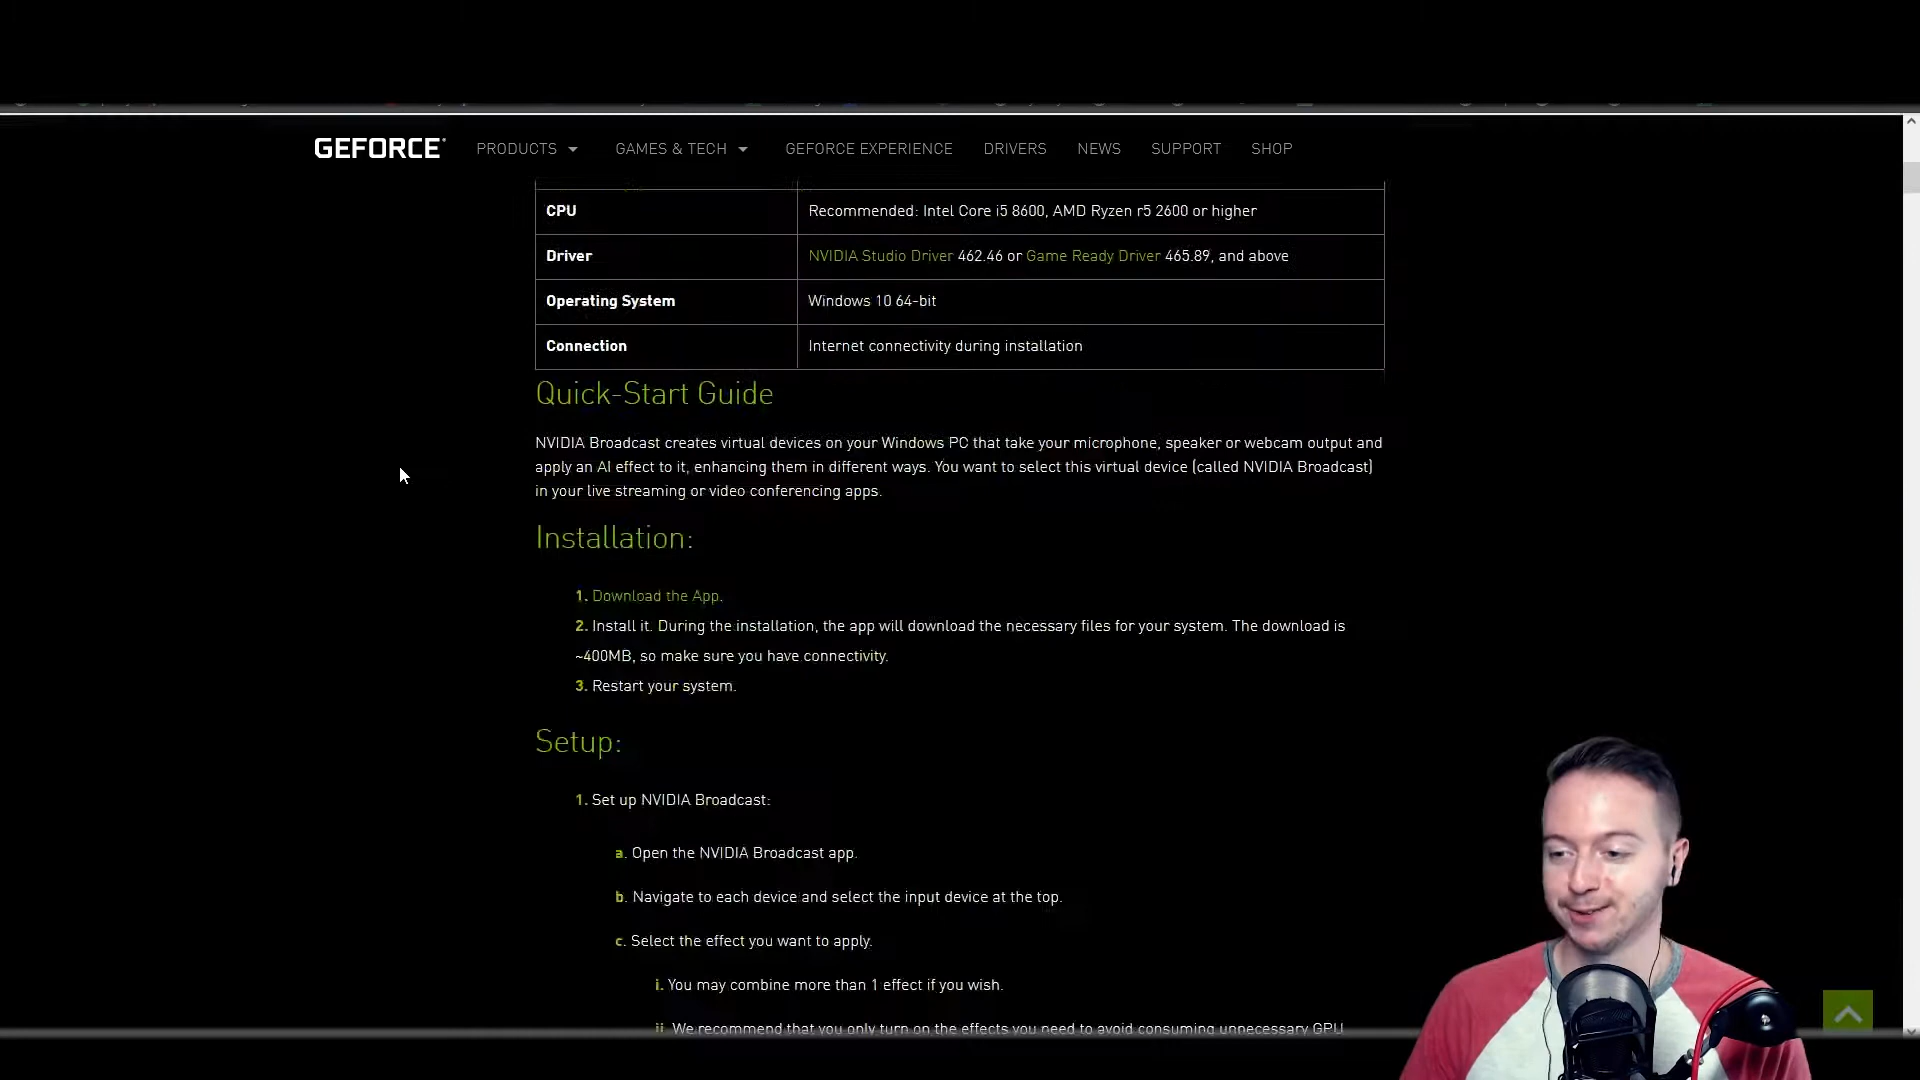 GEFORCE PRODUCTS GAMES & TECH GEFORCE EXPERIENCE DRIVERS NEWS SUPPORT SHOP
CPU Recommended: Intel Core i5 8600, AMD Ryzen r5 2600 or higher
Driver NVIDIA Studio Driver 462.46 or Game Ready Driver 465.89, and above
Operating System Windows 10 64-bit
Connection Internet connectivity during installation
Quick-Start Guide
NVIDIA Broadcast creates virtual devices on your Windows PC that take your microphone, speaker or webcam output and
apply an AI effect to it, enhancing them in different ways. You want to select this virtual device (called NVIDIA Broadcast)
in your live streaming or video conferencing apps.
Installation:
1. Download the App.
2. Install it. During the installation, the app will download the necessary files for your system. The download is
~400MB, so make sure you have connectivity.
3. Restart your system.
Setup:
1. Set up NVIDIA Broadcast:
a. Open the NVIDIA Broadcast app.
b. Navigate to each device and select the input device at the top.
c. Select the effect you want to apply.
i. You may combine more than 1 effect if you wish.
ii. We recommend that you only turn on the effects you need to avoid consuming unnecessary GPU